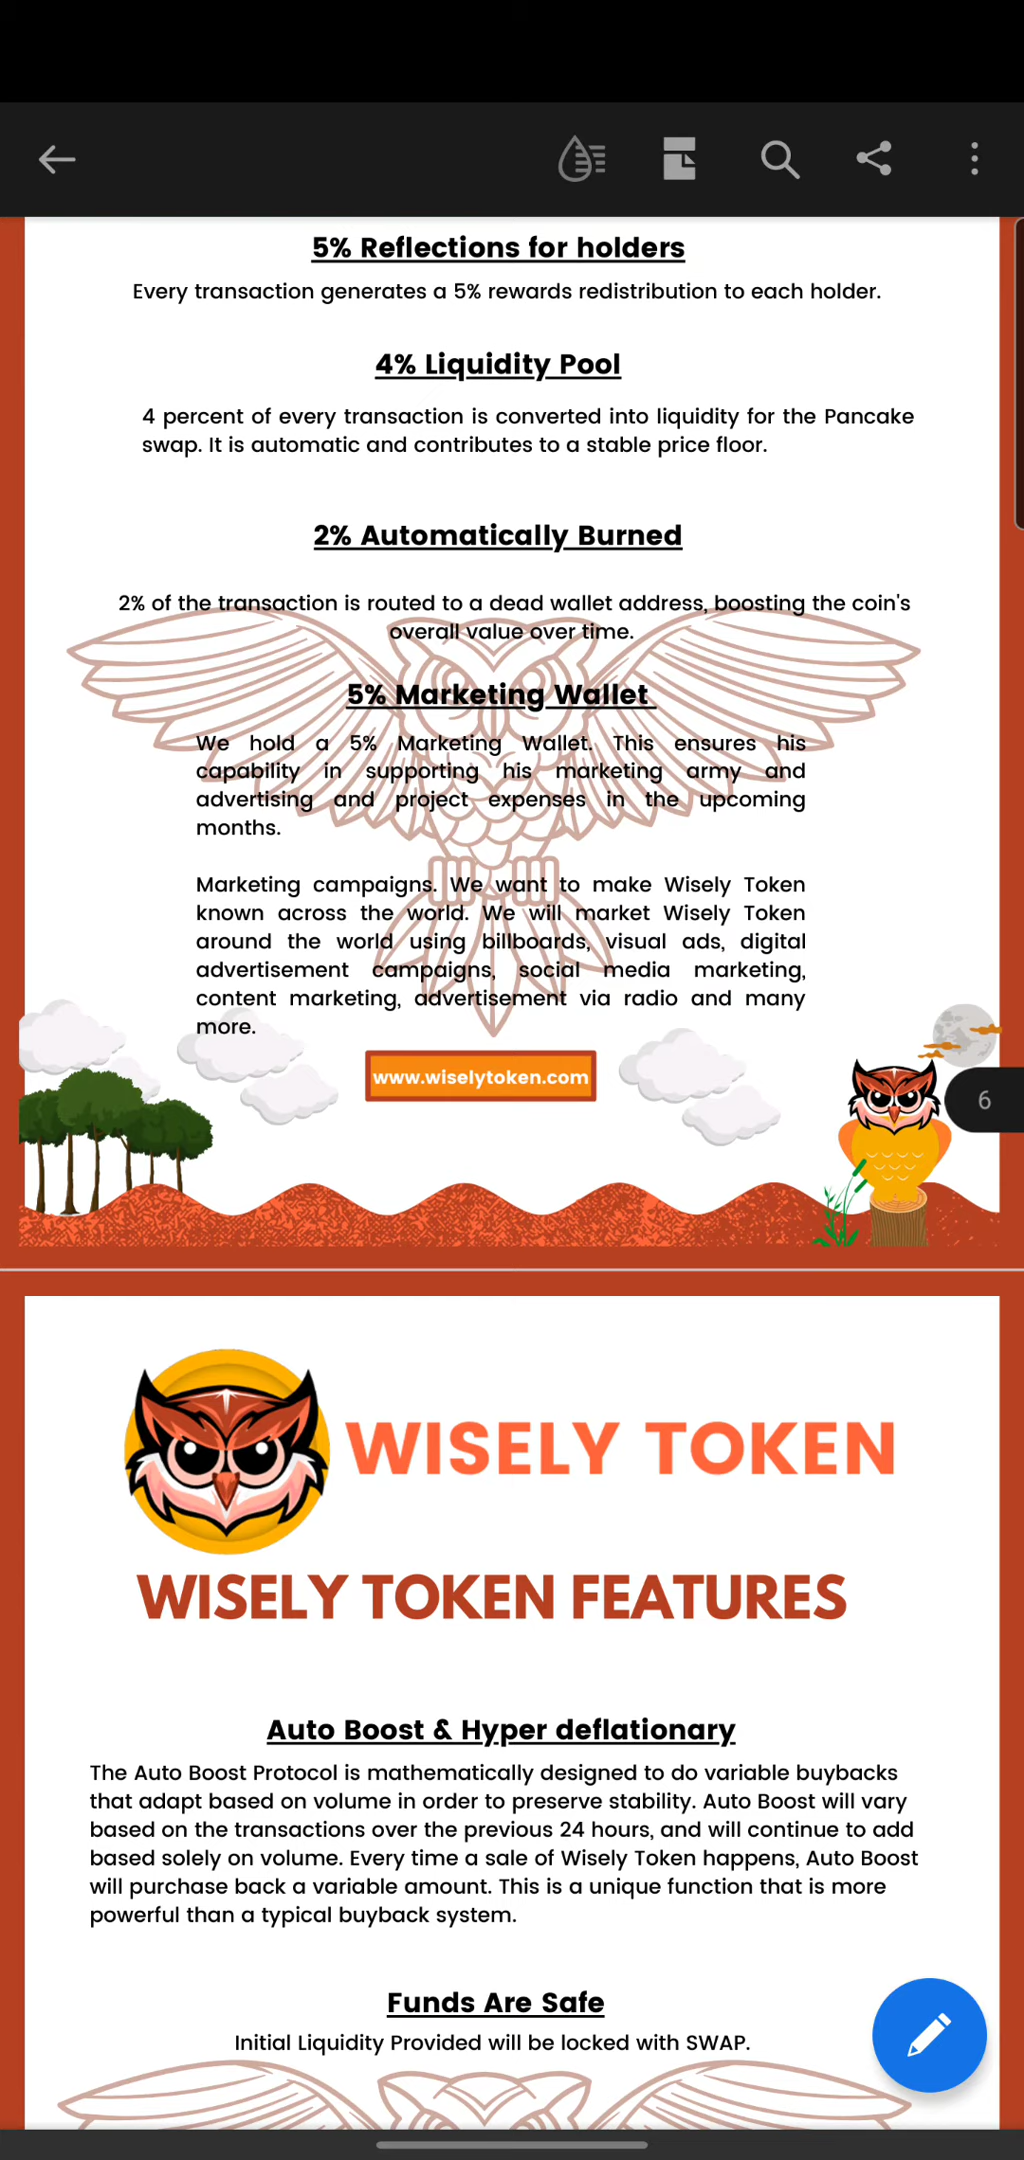 5% Reflections for holders
Every transaction generates a 5% rewards redistribution to each holder.
4% Liquidity Pool
4 percent of every transaction is converted into liquidity for the Pancake
swap. It is automatic and contributes to a stable price floor.
2% Automatically Burned
2% of the transaction is routed to a dead wallet address, boosting the coin's
overall value over time.
5% Marketing Wallet
We hold a 5% Marketing Wallet. This ensures his
capability in supporting his marketing army and
advertising and project expenses in the upcoming
months.
Marketing campaigns. We want to make Wisely Token
known across the world. We will market Wisely Token
around the world using billboards, visual ads, digital
advertisement campaigns, social media marketing,
content marketing, advertisement via radio and many
more.
www.wiselytoken.com
6
WISELY TOKEN
WISELY TOKEN FEATURES
Auto Boost & Hyper deflationary
The Auto Boost Protocol is mathematically designed to do variable buybacks
that adapt based on volume in order to preserve stability. Auto Boost will vary
based on the transactions over the previous 24 hours, and will continue to add
based solely on volume. Every time a sale of Wisely Token happens, Auto Boost
will purchase back a variable amount. This is a unique function that is more
powerful than a typical buyback system.
Funds Are Safe
Initial Liquidity Provided will be locked with SWAP.